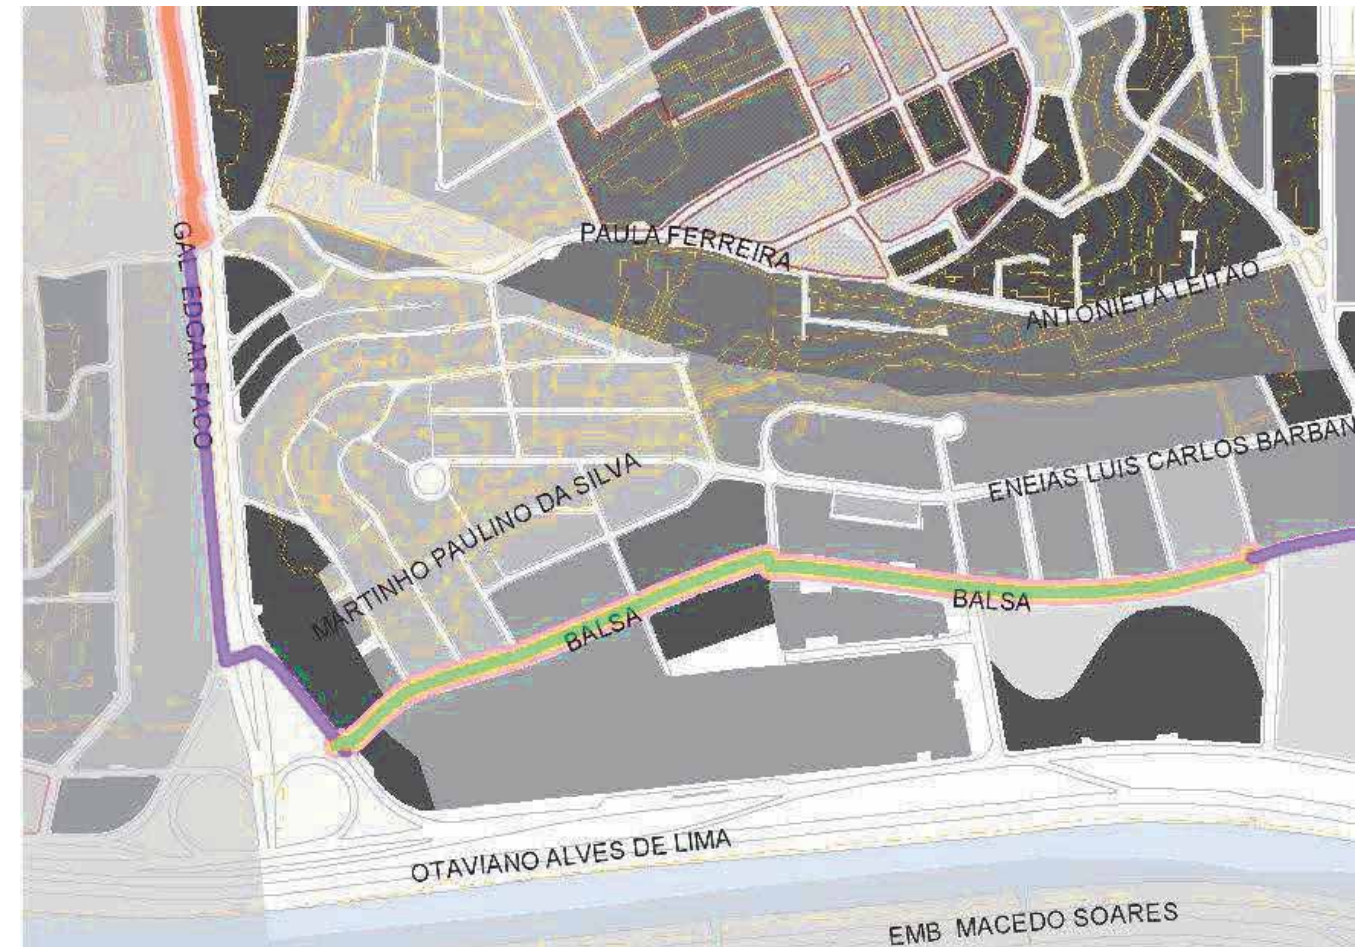 PAULA FERREIRA
GAL EDGAR FACO
ANTONIETA LEITAO
ENEIAS LUIS CARLOS BARBAN
MARTINHO PAULINO DA SILVA
BALSA
BALSA
OTAVIANO ALVES DE LIMA
EMB MACEDO SOARES